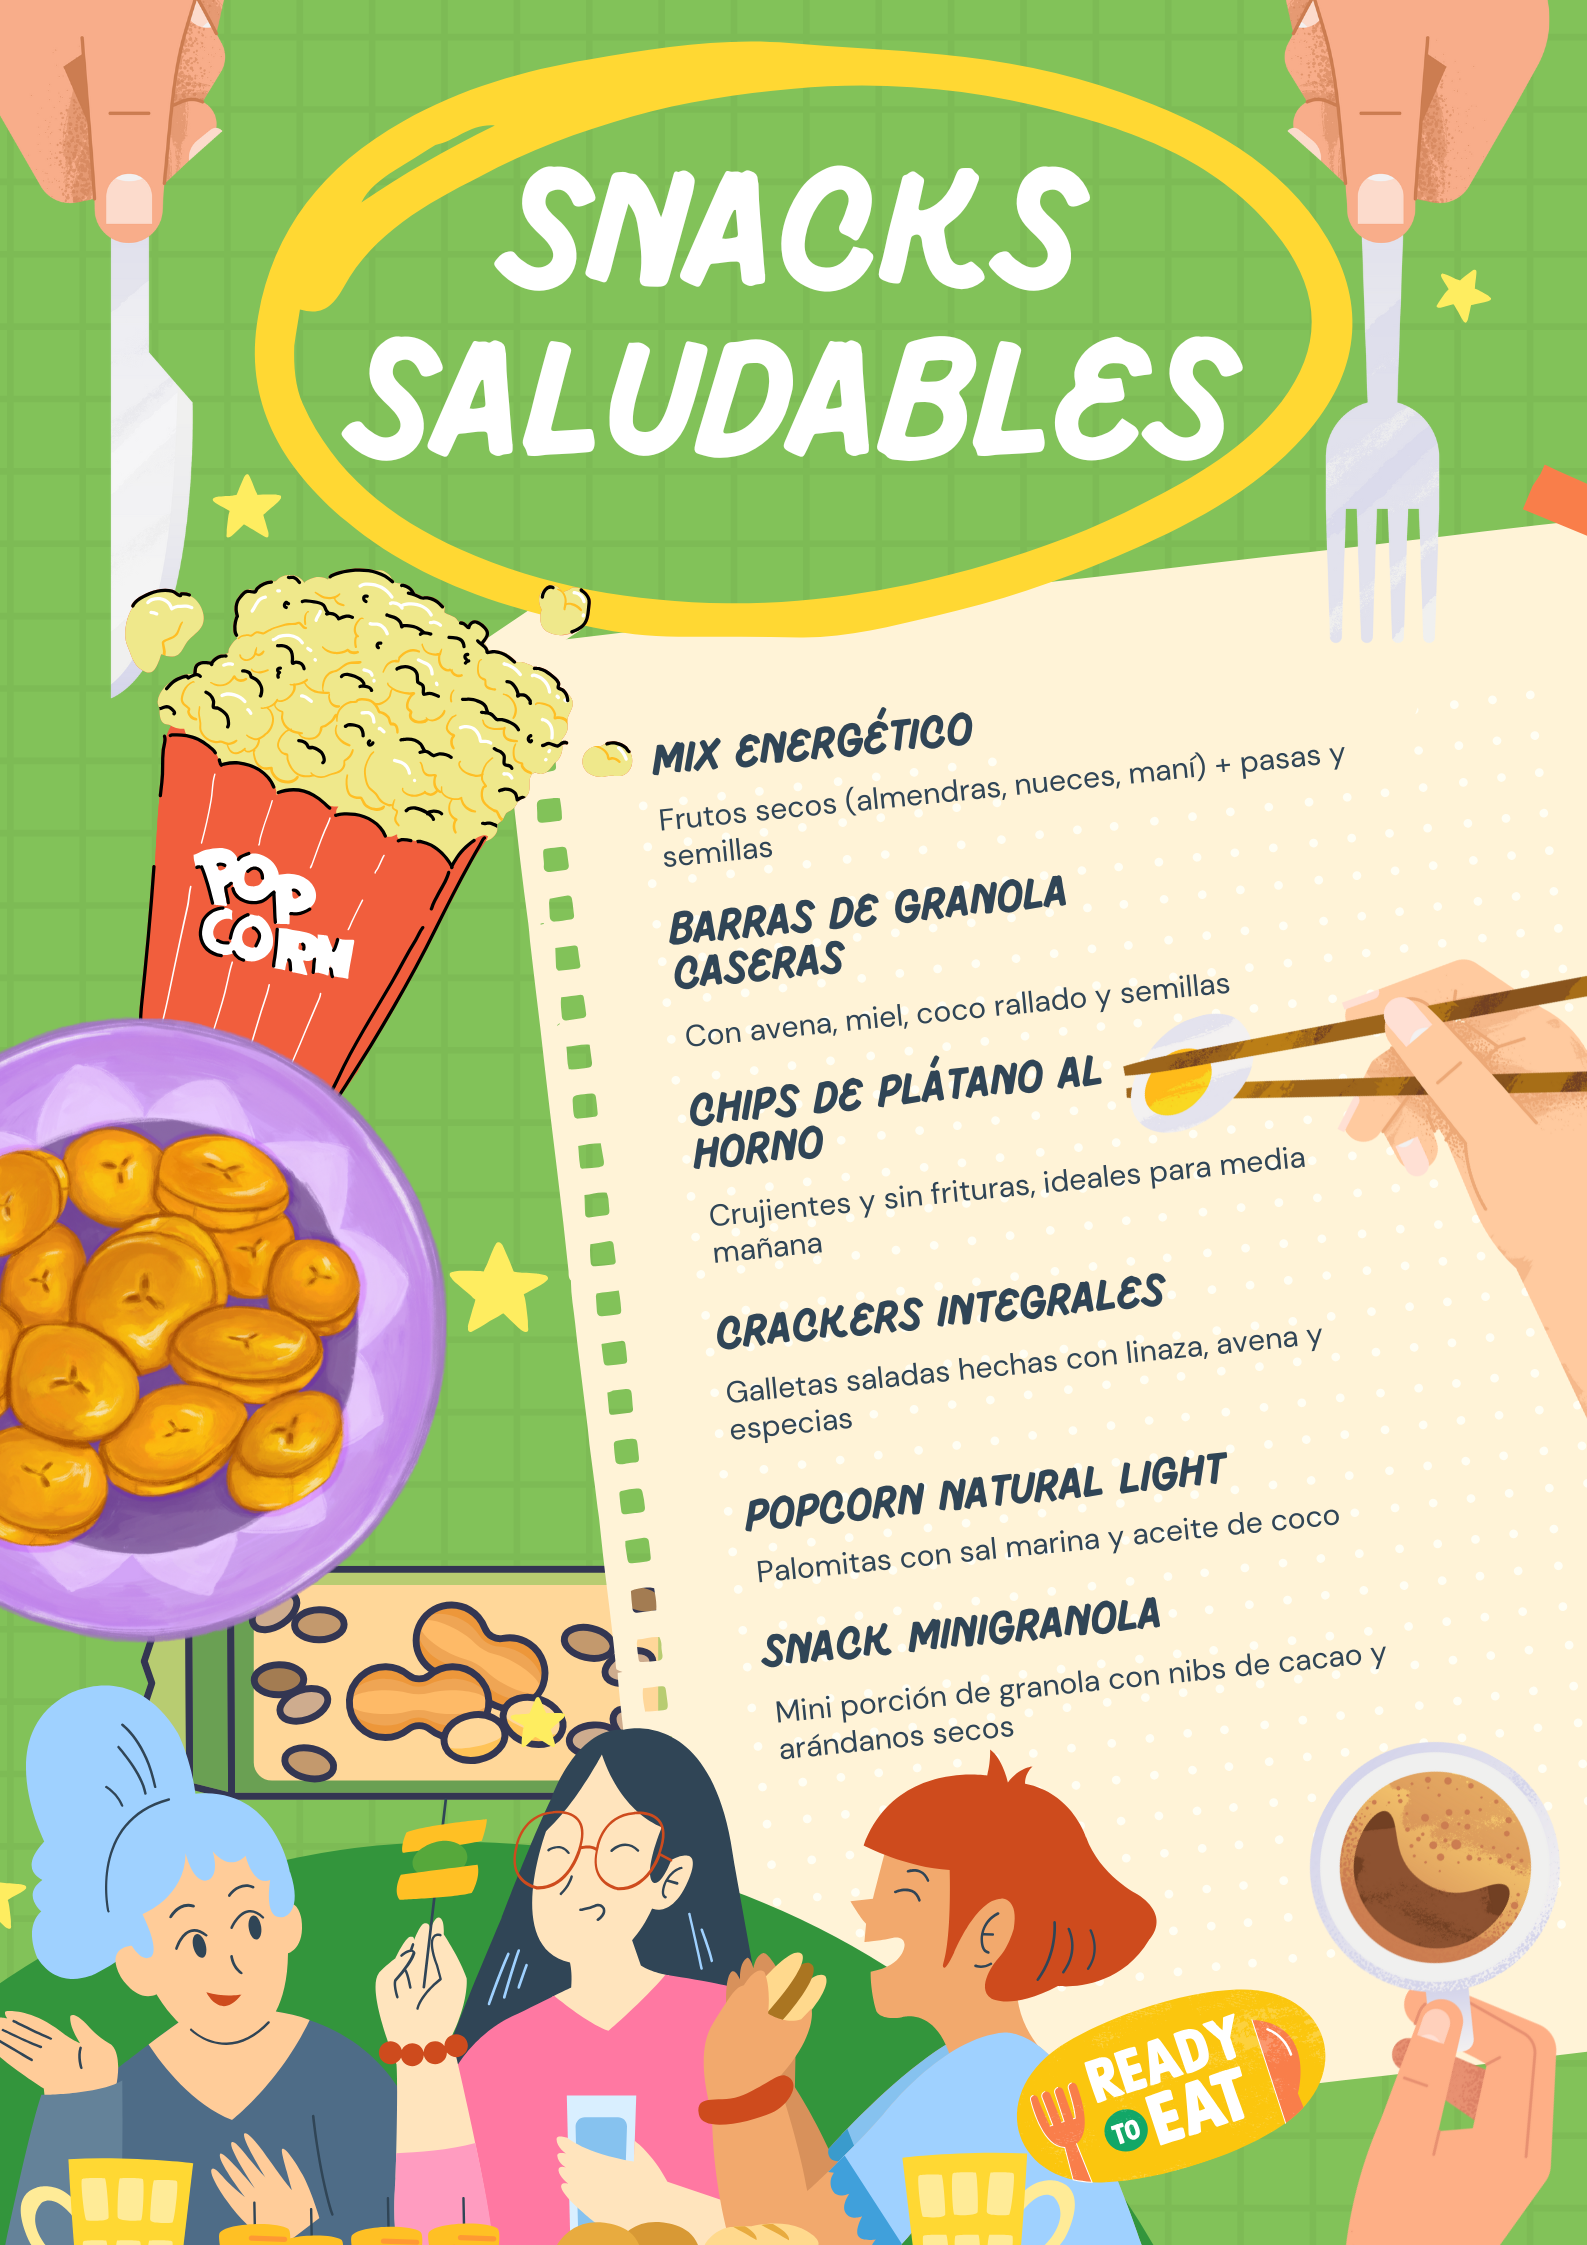 SNACKS
SALUDABLES
MIX ENERGÉTICO
Frutos secos (almendras, nueces, maní) + pasas y
semillas
BARRAS DE GRANOLA
CASERAS
Con avena, miel, coco rallado y semillas
CHIPS DE PLÁTANO AL
HORNO
Crujientes y sin frituras, ideales para media
mañana
CRACKERS INTEGRALES
Galletas saladas hechas con linaza, avena y
especias
POPCORN NATURAL LIGHT
Palomitas con sal marina y aceite de coco
SNACK MINIGRANOLA
Mini porción de granola con nibs de cacao y
arándanos secos
POP
CORN
READY
TO EAT